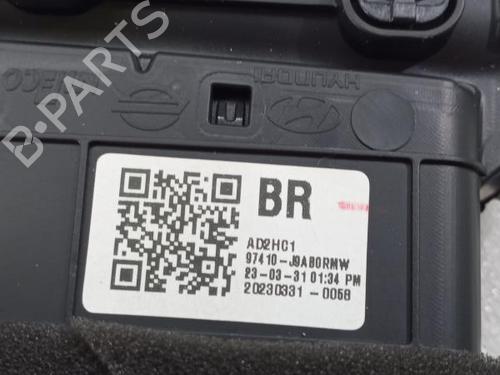 HYUNDAI
B-PARTS
BR
AD2HC1
97410-J9AB0RMW
23-03-31 01:34 PM
20230331-0058